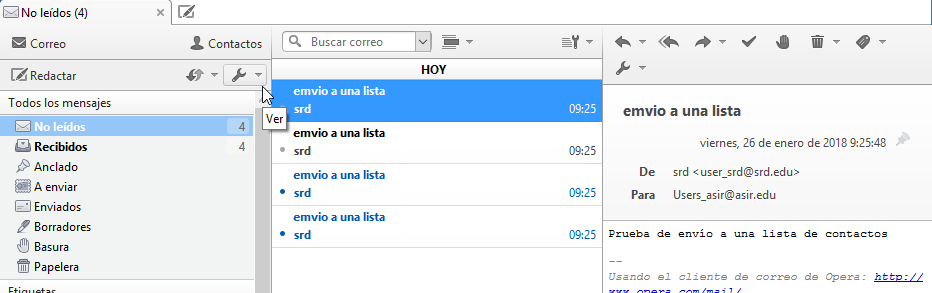 No leídos (4)
Correo
Contactos
Redactar
Ver
Todos los mensajes
No leídos 4
Recibidos 4
Anclado
A enviar
Enviados
Borradores
Basura
Papelera
Etiquetas
Buscar correo
HOY
emvio a una lista
srd 09:25
emvio a una lista
srd 09:25
emvio a una lista
srd 09:25
emvio a una lista
srd 09:25
emvio a una lista
viernes, 26 de enero de 2018 9:25:48
De srd <user_srd@srd.edu>
Para Users_asir@asir.edu
Prueba de envío a una lista de contactos
--
Usando el cliente de correo de Opera: http://
www.opera.com/mail/